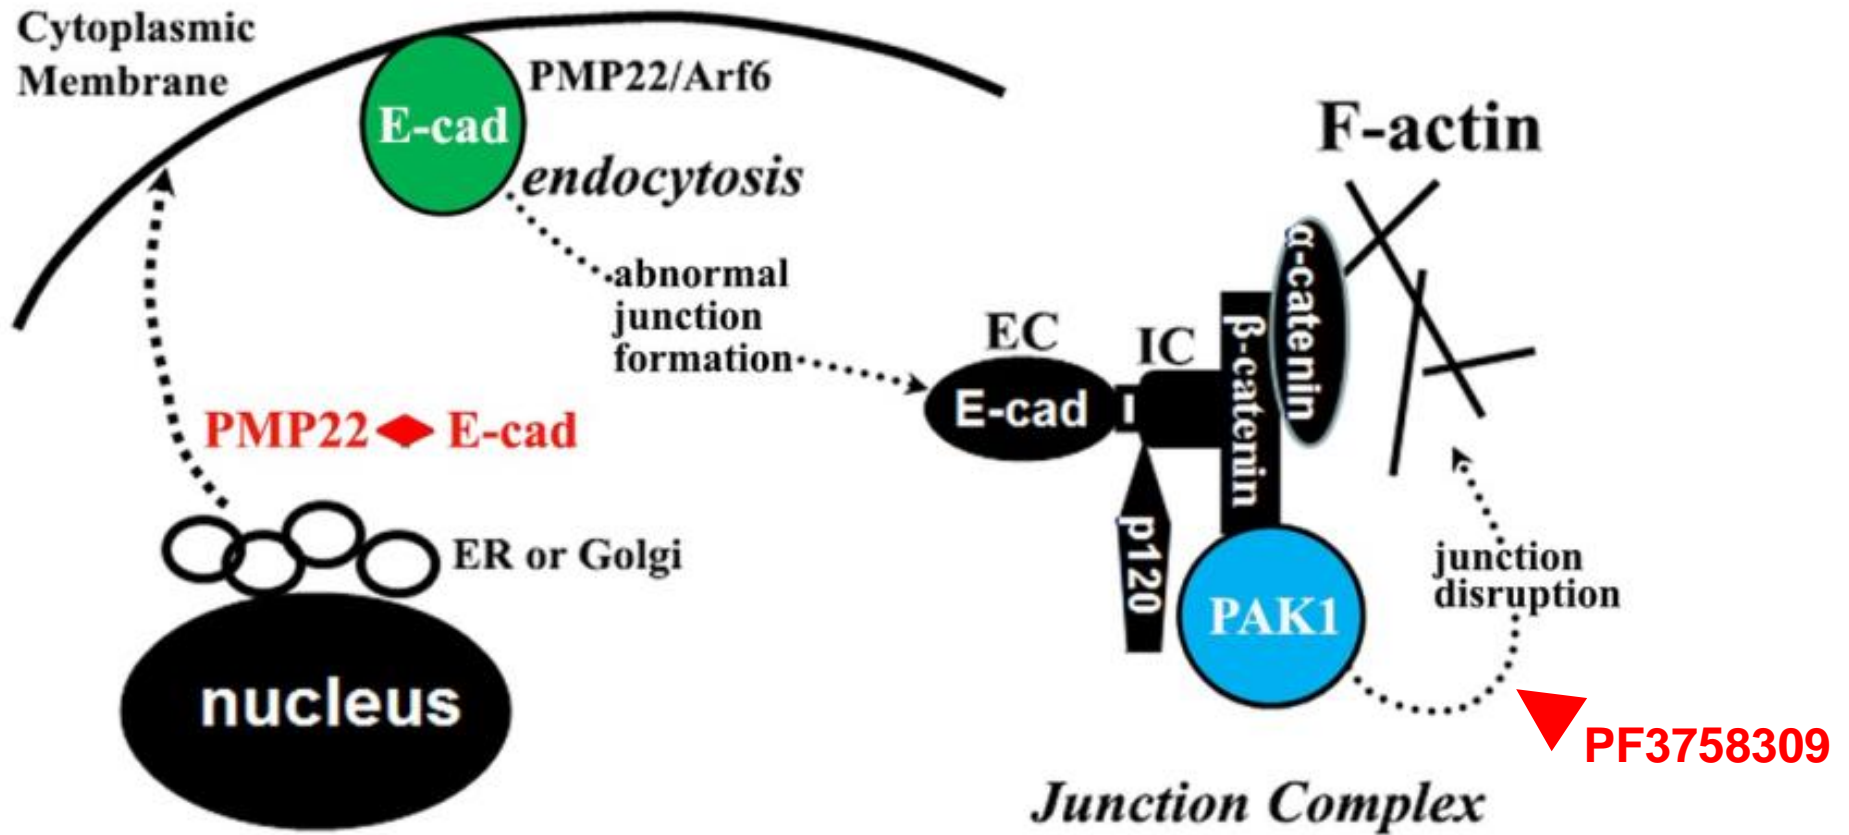 Cytoplasmic
Membrane
E-cad
PMP22/Arf6
endocytosis
abnormal
junction
formation
PMP22 E-cad
ER or Golgi
nucleus
F-actin
α-catenin
EC
IC
β-catenin
E-cad
p120
PAK1
junction
disruption
PF3758309
Junction Complex